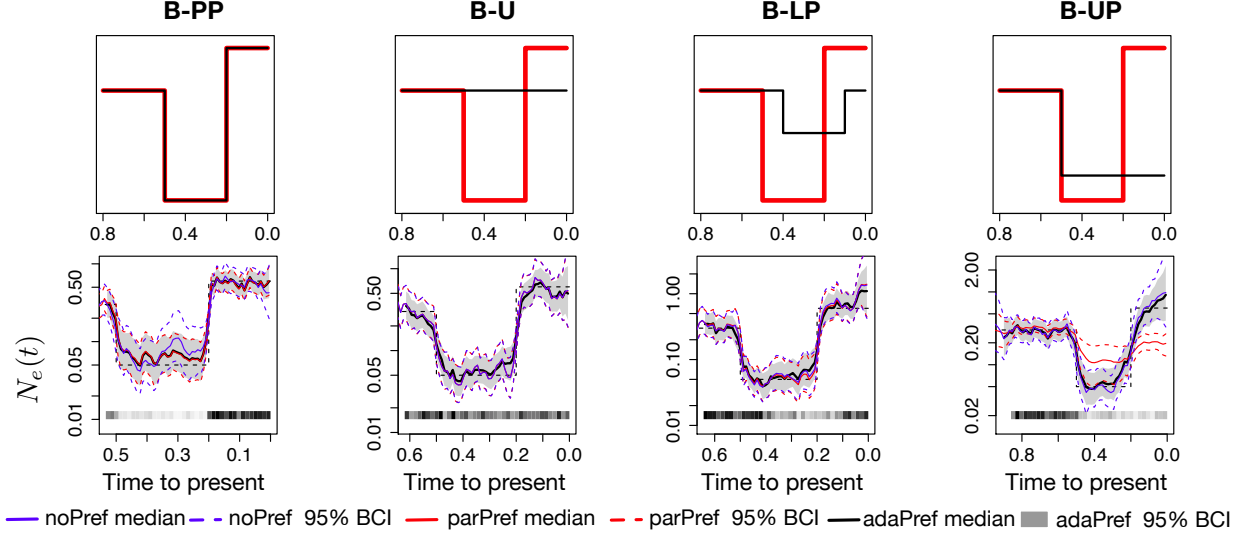 B-PP B-U B-LP B-UP
0.8 0.4 0.0 0.8 0.4 0.0 0.8 0.4 0.0 0.8 0.4 0.0
N_e(t)
0.50 0.05 0.01 0.50 0.05 0.01 1.00 0.10 0.01 2.00 0.20 0.02
0.5 0.3 0.1 0.6 0.4 0.2 0.0 0.6 0.4 0.2 0.0 0.8 0.4 0.0
Time to present Time to present Time to present Time to present
noPref median noPref 95% BCI parPref median parPref 95% BCI adaPref median adaPref 95% BCI